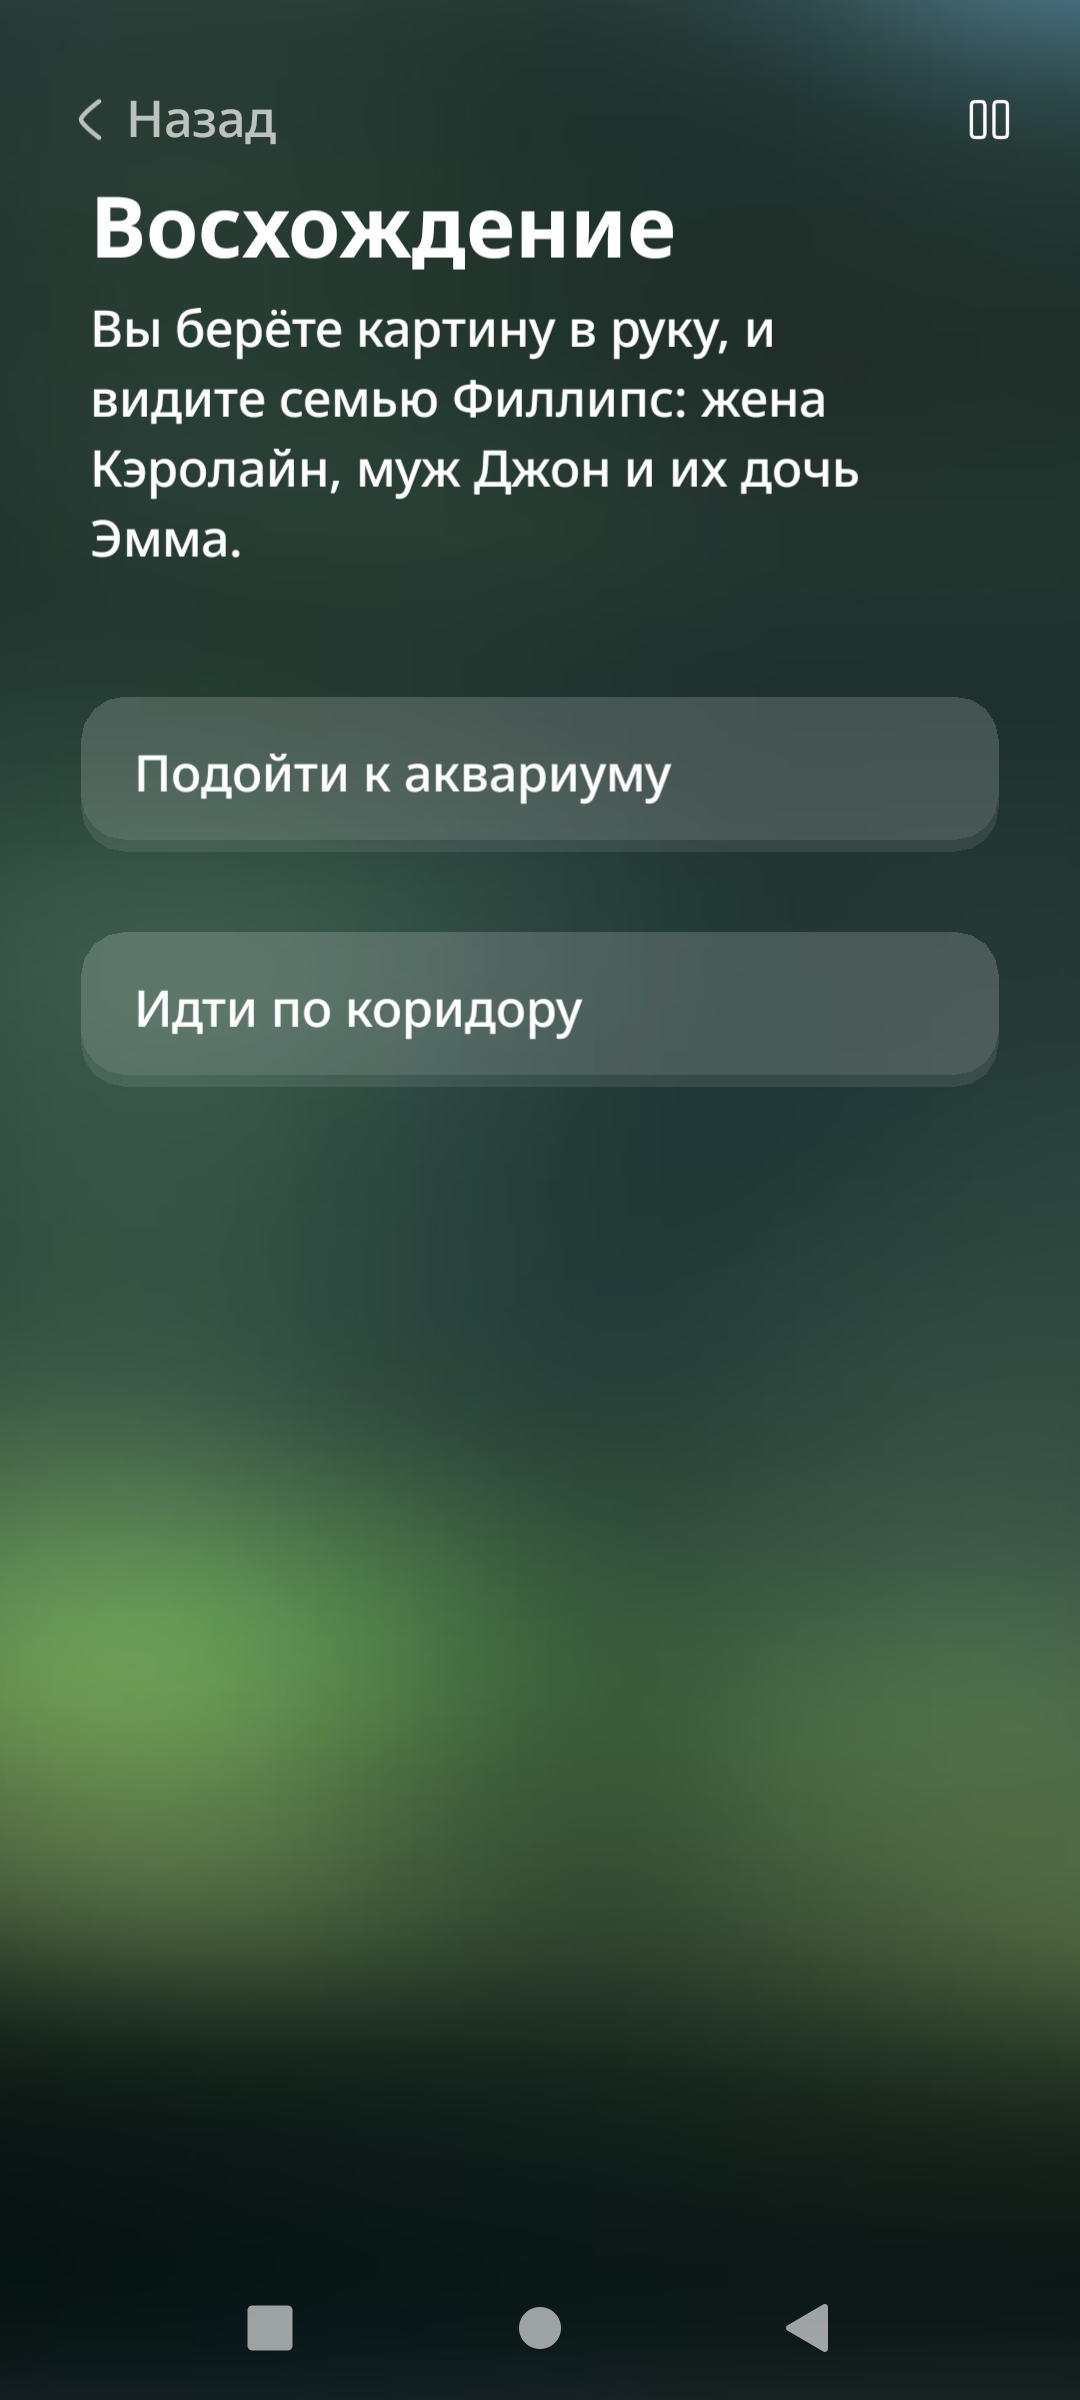 Назад
Восхождение
Вы берёте картину в руку, и
видите семью Филлипс: жена
Кэролайн, муж Джон и их дочь
Эмма.
Подойти к аквариуму
Идти по коридору